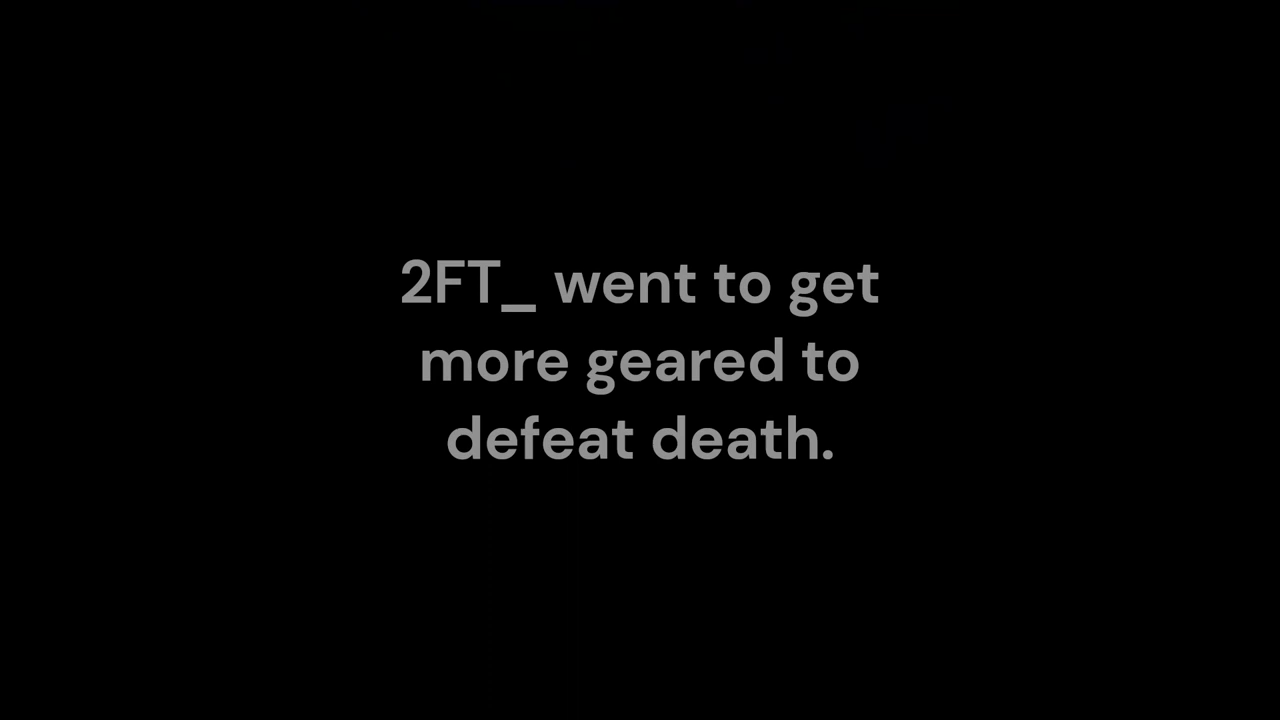 2FT_ went to get
more geared to
defeat death.